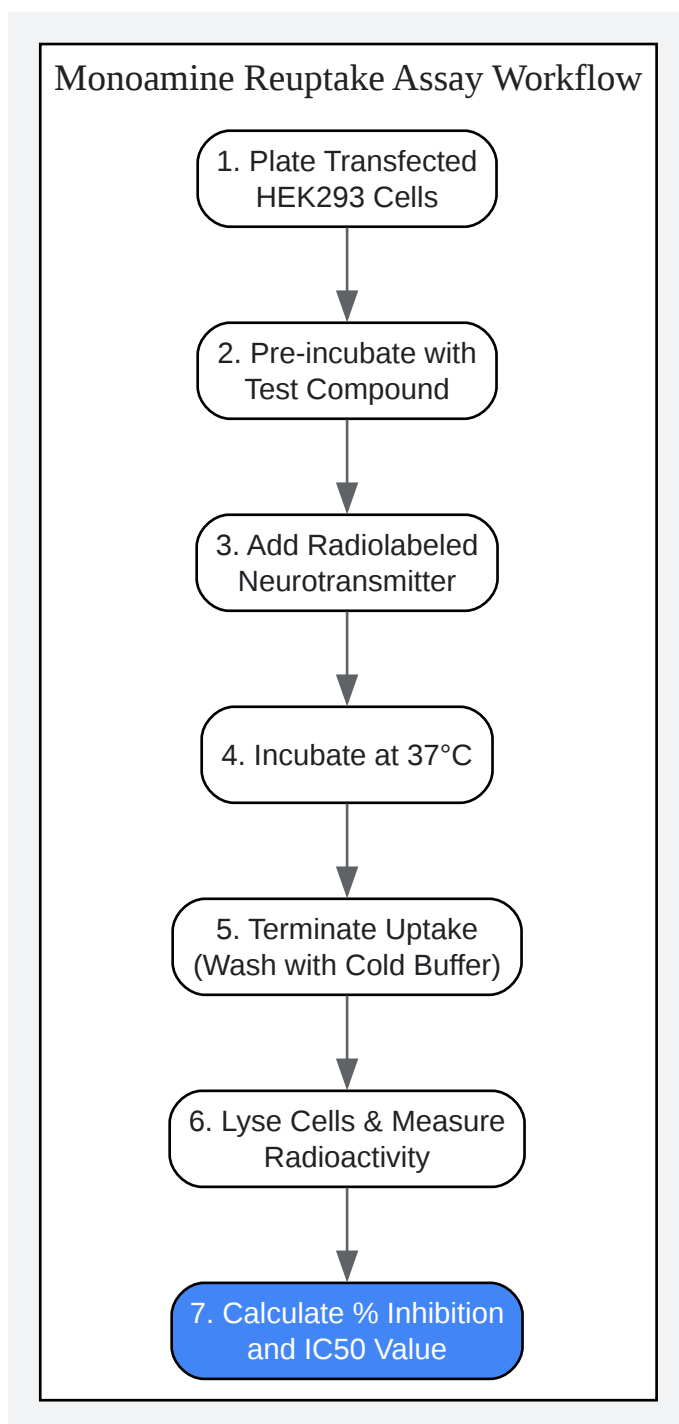 Monoamine Reuptake Assay Workflow
1. Plate Transfected
HEK293 Cells
2. Pre-incubate with
Test Compound
3. Add Radiolabeled
Neurotransmitter
4. Incubate at 37°C
5. Terminate Uptake
(Wash with Cold Buffer)
6. Lyse Cells & Measure
Radioactivity
7. Calculate % Inhibition
and IC50 Value